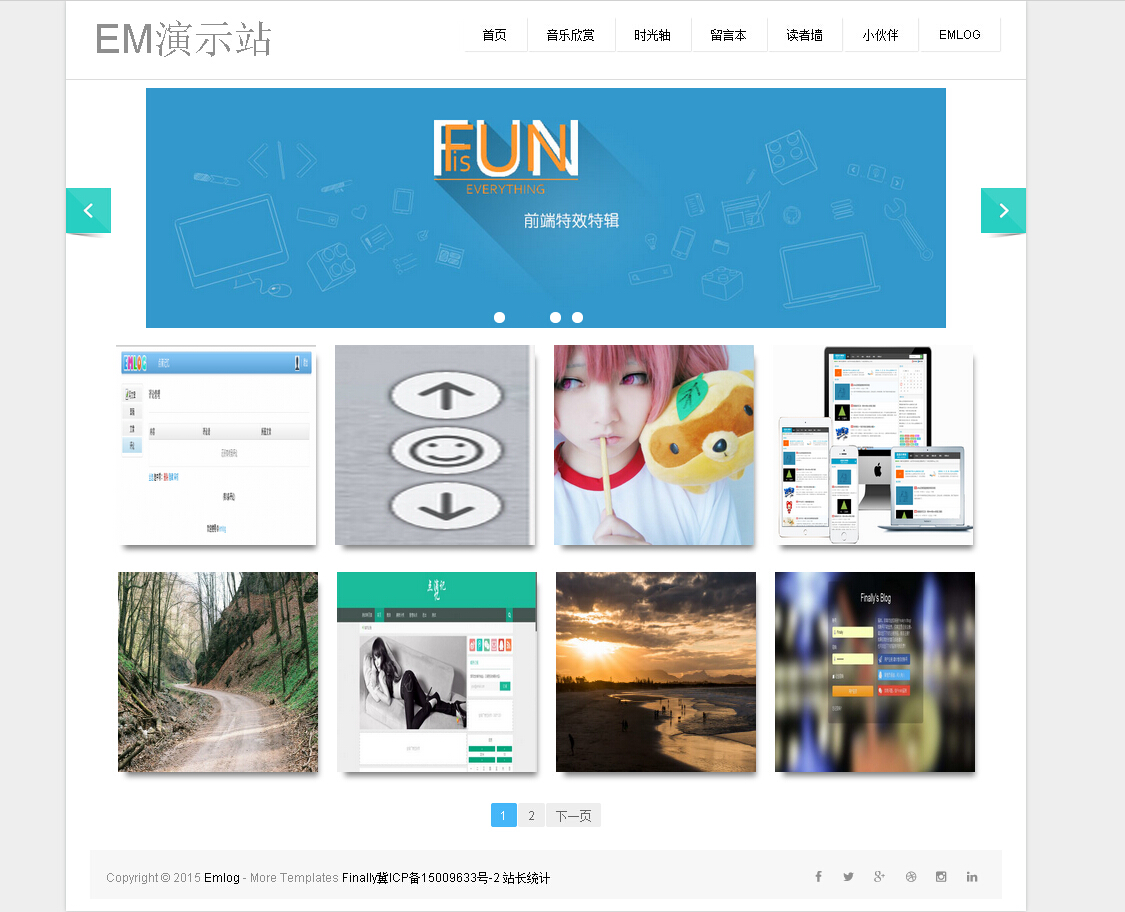 EM演示站
首页 音乐欣赏 时光轴 留言本 读者墙 小伙伴 EMLOG
FUN
is
EVERYTHING
前端特效特辑
EMLOG
Finally's Blog
1 2 下一页
Copyright © 2015 Emlog - More Templates Finally冀ICP备15009633号-2 站长统计